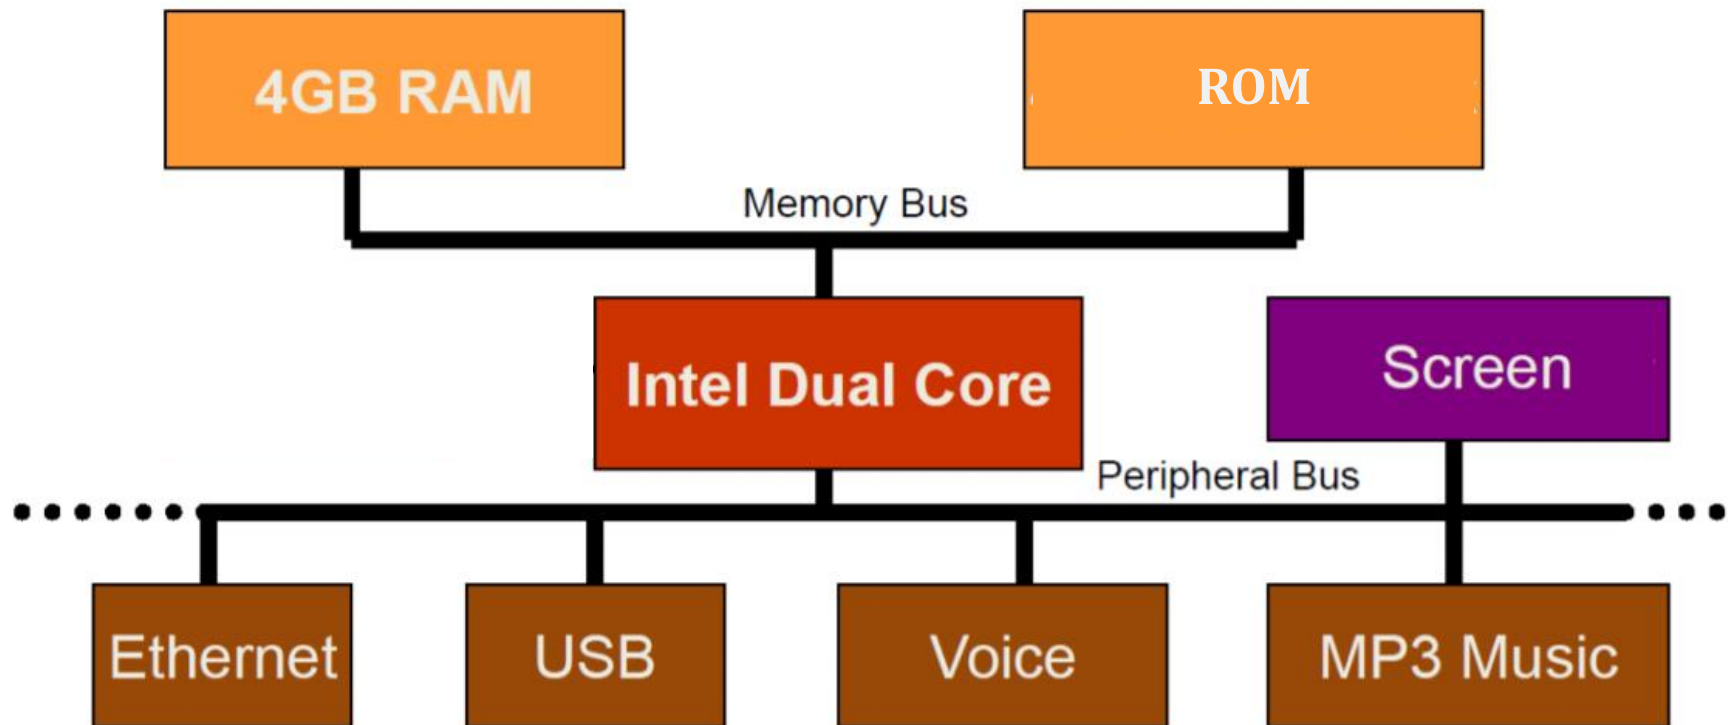 4GB RAM
ROM
Memory Bus
Intel Dual Core
Screen
Peripheral Bus
Ethernet
USB
Voice
MP3 Music